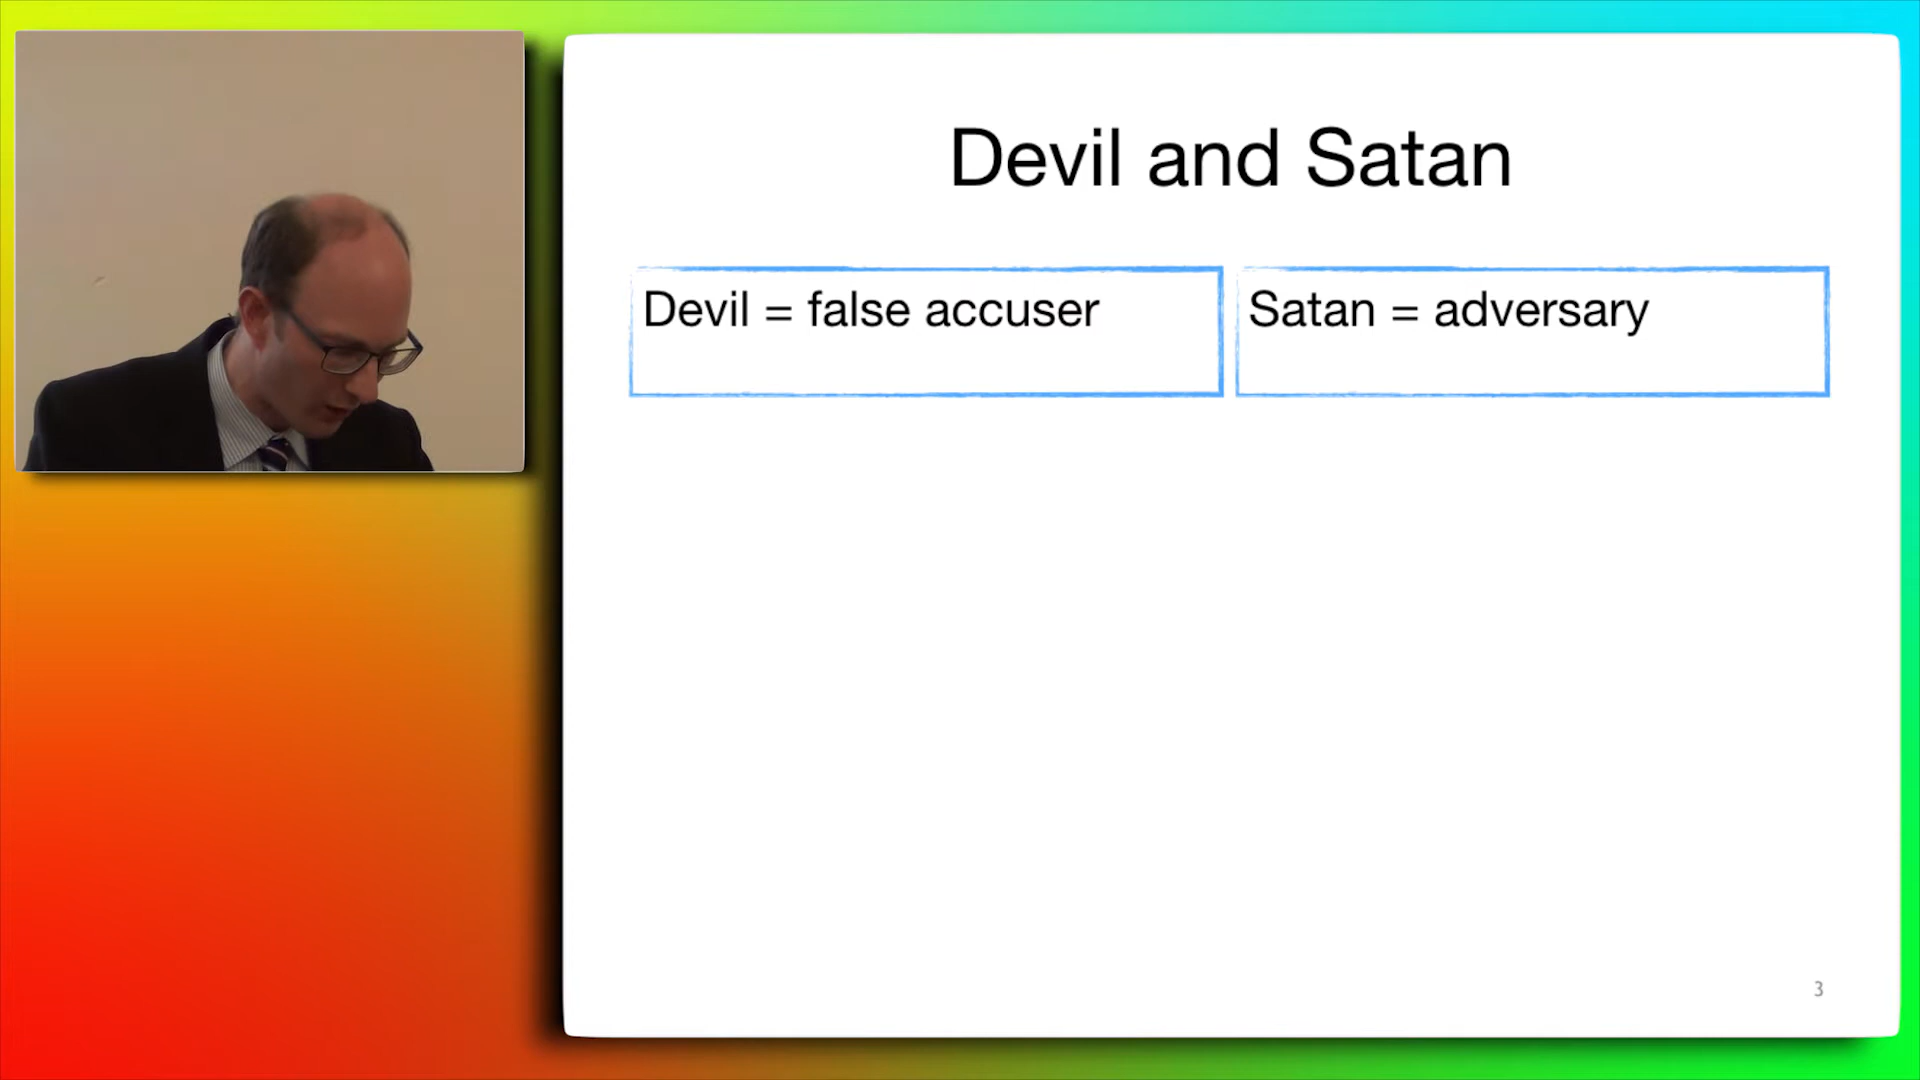 Devil and Satan
Devil = false accuser
Satan = adversary
3